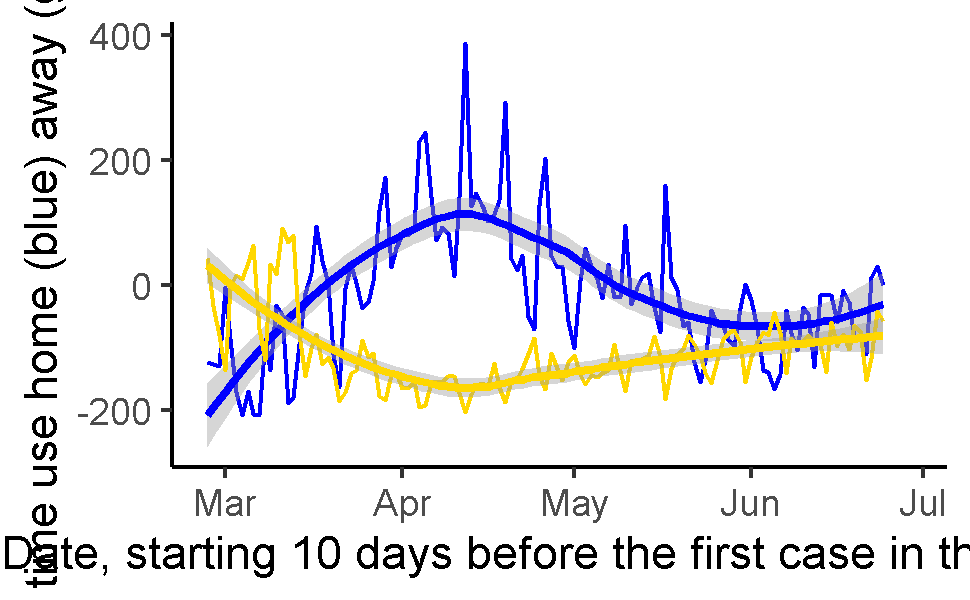 time use home (blue) away (
400
200
0
-200
Mar Apr May Jun Jul
Date, starting 10 days before the first case in th